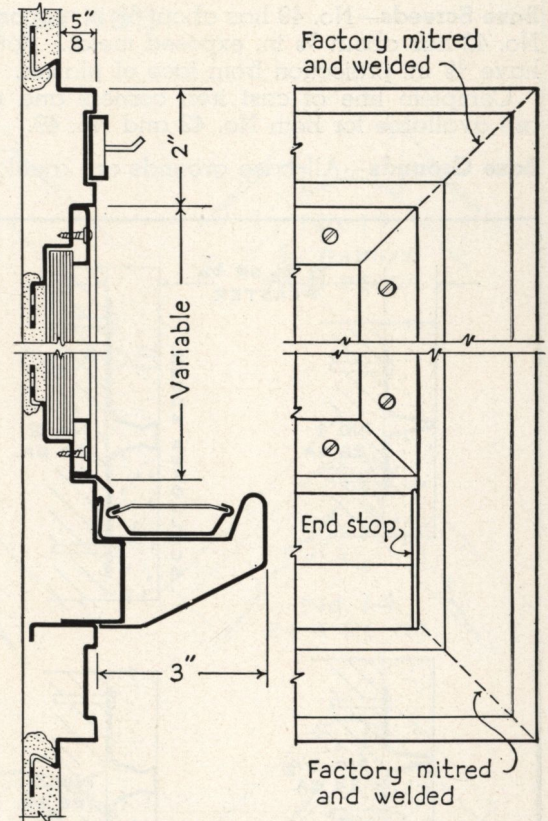 5"
8
Factory mitred
and welded
2"
Variable
End stop
3"
Factory mitred
and welded